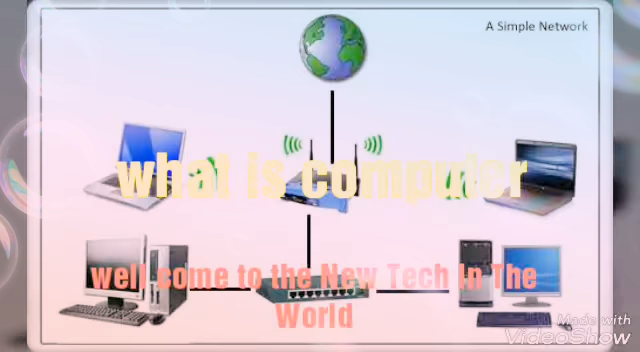 A Simple Network
what is computer
well come to the New Tech In The
World
Made with
VideoShow